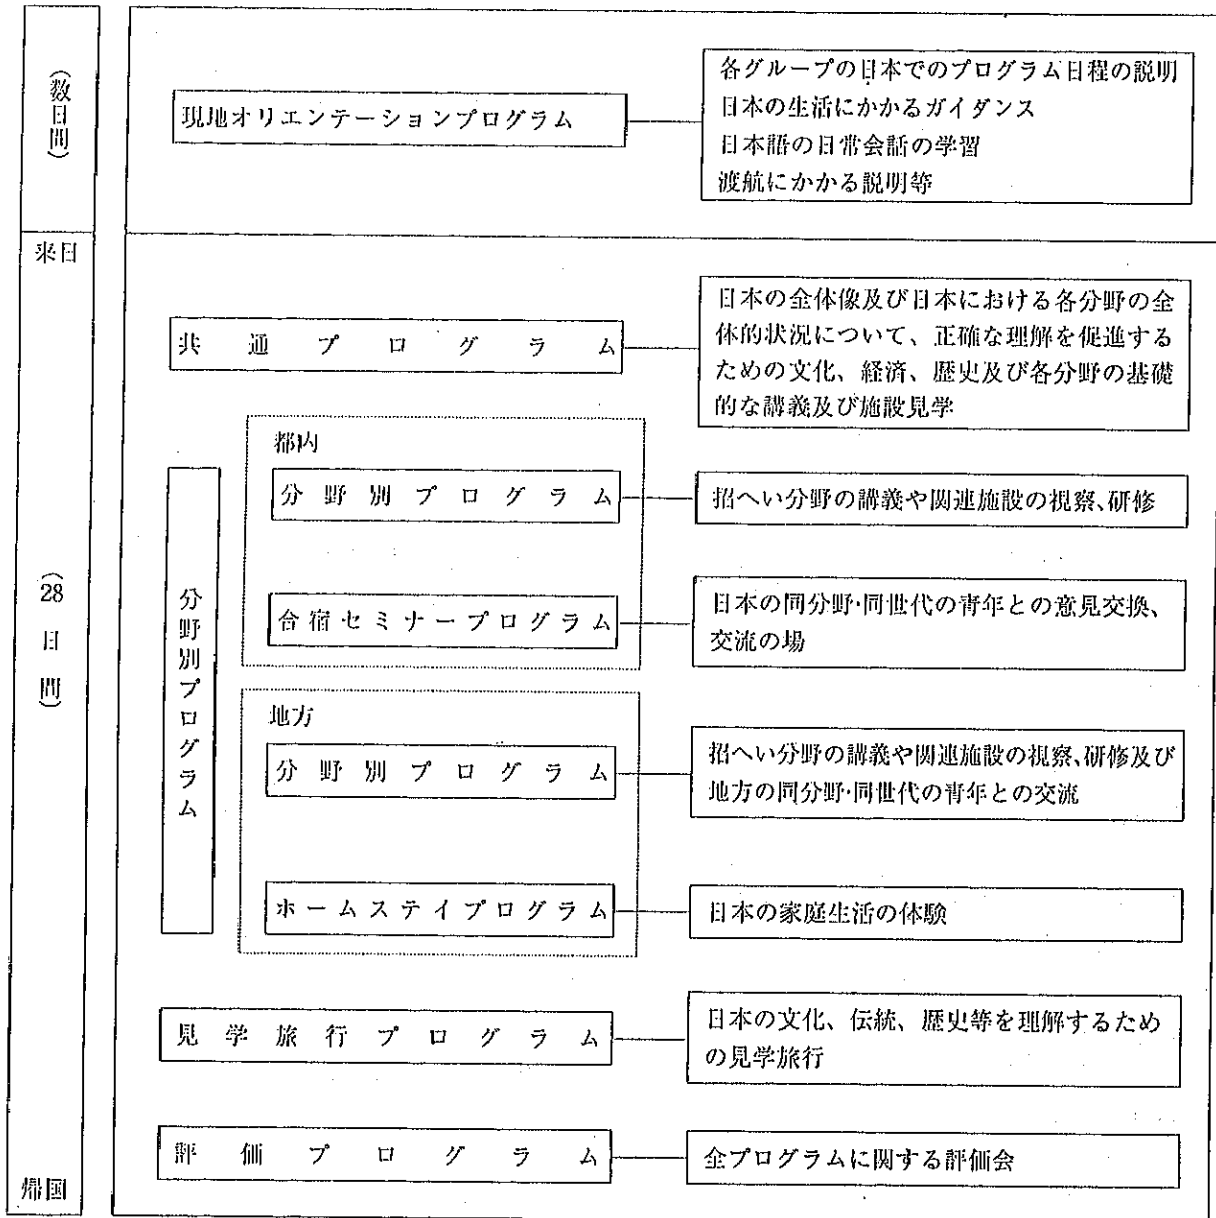 (数日間)
現地オリエンテーションプログラム
各グループの日本でのプログラム日程の説明
日本の生活にかかるガイダンス
日本語の日常会話の学習
渡航にかかる説明等
来日
(28日間)
共通プログラム
日本の全体像及び日本における各分野の全
体的状況について、正確な理解を促進する
ための文化、経済、歴史及び各分野の基礎
的な講義及び施設見学
分野別プログラム
都内
分野別プログラム
招へい分野の講義や関連施設の視察、研修
合宿セミナープログラム
日本の同分野・同世代の青年との意見交換、
交流の場
地方
分野別プログラム
招へい分野の講義や関連施設の視察、研修及び
地方の同分野・同世代の青年との交流
ホームステイプログラム
日本の家庭生活の体験
見学旅行プログラム
日本の文化、伝統、歴史等を理解するため
の見学旅行
評価プログラム
全プログラムに関する評価会
帰国